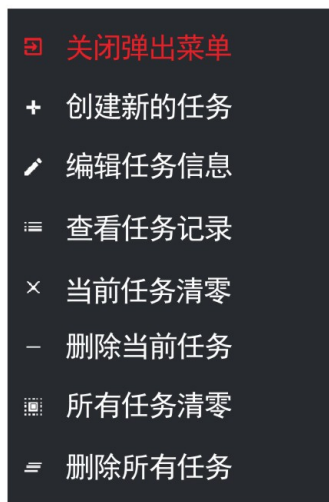 关闭弹出菜单
创建新的任务
编辑任务信息
查看任务记录
当前任务清零
删除当前任务
所有任务清零
删除所有任务